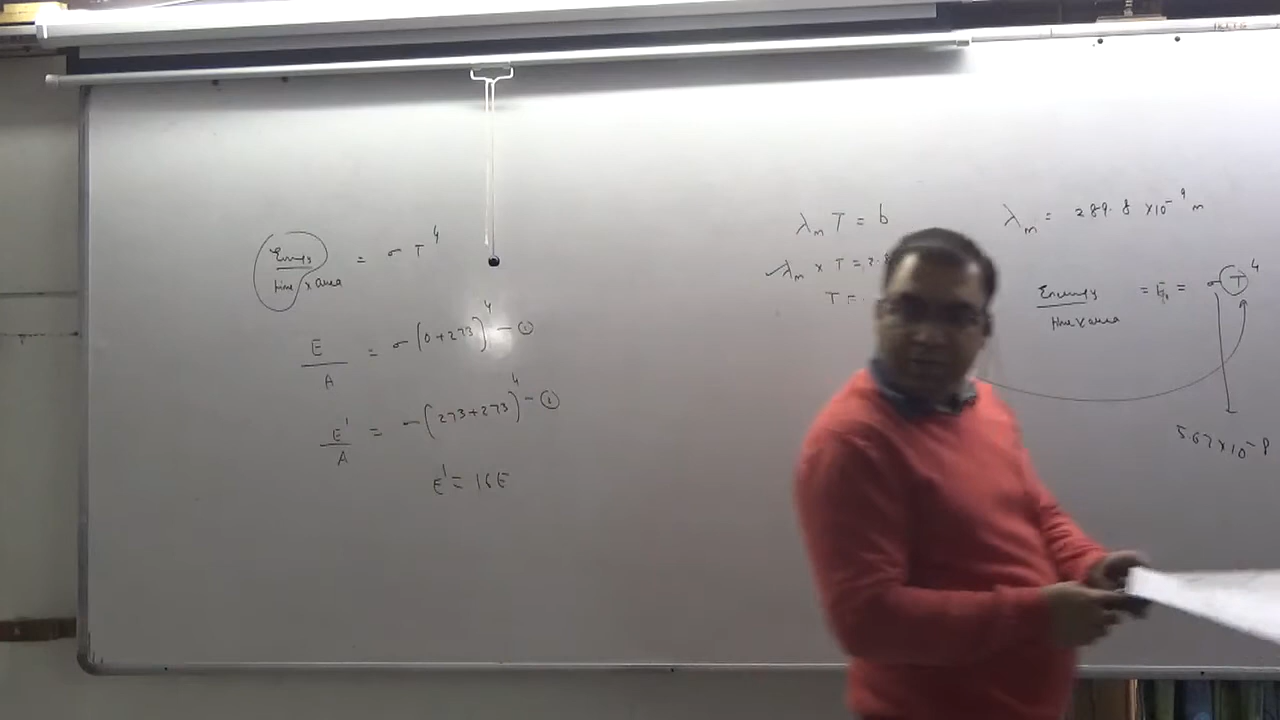 Energy / time x area = σ T^4
E / A = σ (0+273)^4 - ①
E' / A = σ (273+273)^4 - ②
E' = 16E
λm T = b
λm x T = 2.8
T =
λm = 289.8 x10^-9 m
Energy / time x area = E = σ T^4
5.67 x 10^-8